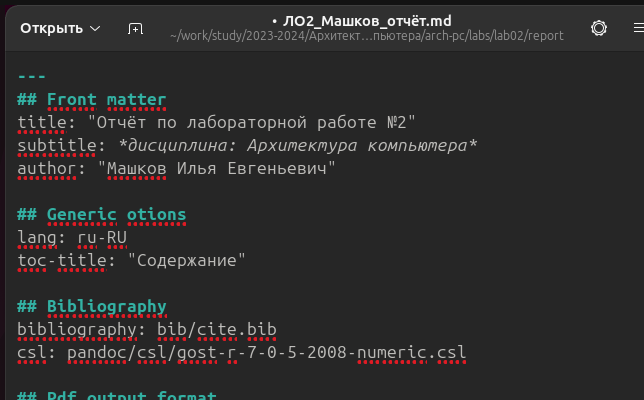 Открыть
• ЛО2_Машков_отчёт.md
~/work/study/2023-2024/Архитект…пьютера/arch-pc/labs/lab02/report
---
## Front matter
title: "Отчёт по лабораторной работе №2"
subtitle: *дисциплина: Архитектура компьютера*
author: "Машков Илья Евгеньевич"
## Generic otions
lang: ru-RU
toc-title: "Содержание"
## Bibliography
bibliography: bib/cite.bib
csl: pandoc/csl/gost-r-7-0-5-2008-numeric.csl
## Pdf output format